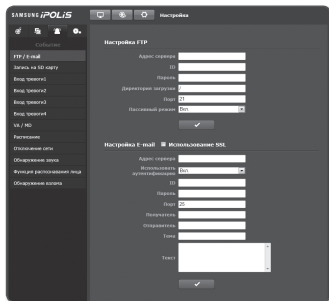 SAMSUNG iPOLiS
Настройка
Событие
FTP / E-mail
Запись на SD карту
Вход тревоги1
Вход тревоги2
Вход тревоги3
Вход тревоги4
VA / MD
Расписание
Отключение сети
Обнаружение звука
Функция распознавания лица
Обнаружение взлома
Настройка FTP
Адрес сервера
ID
Пароль
Директория загрузки
Порт 21
Пассивный режим Вкл
Настройка E-mail Использование SSL
Адрес сервера
Использовать аутентификацию Вкл
ID
Пароль
Порт 25
Получатель
Отправитель
Тема
Текст